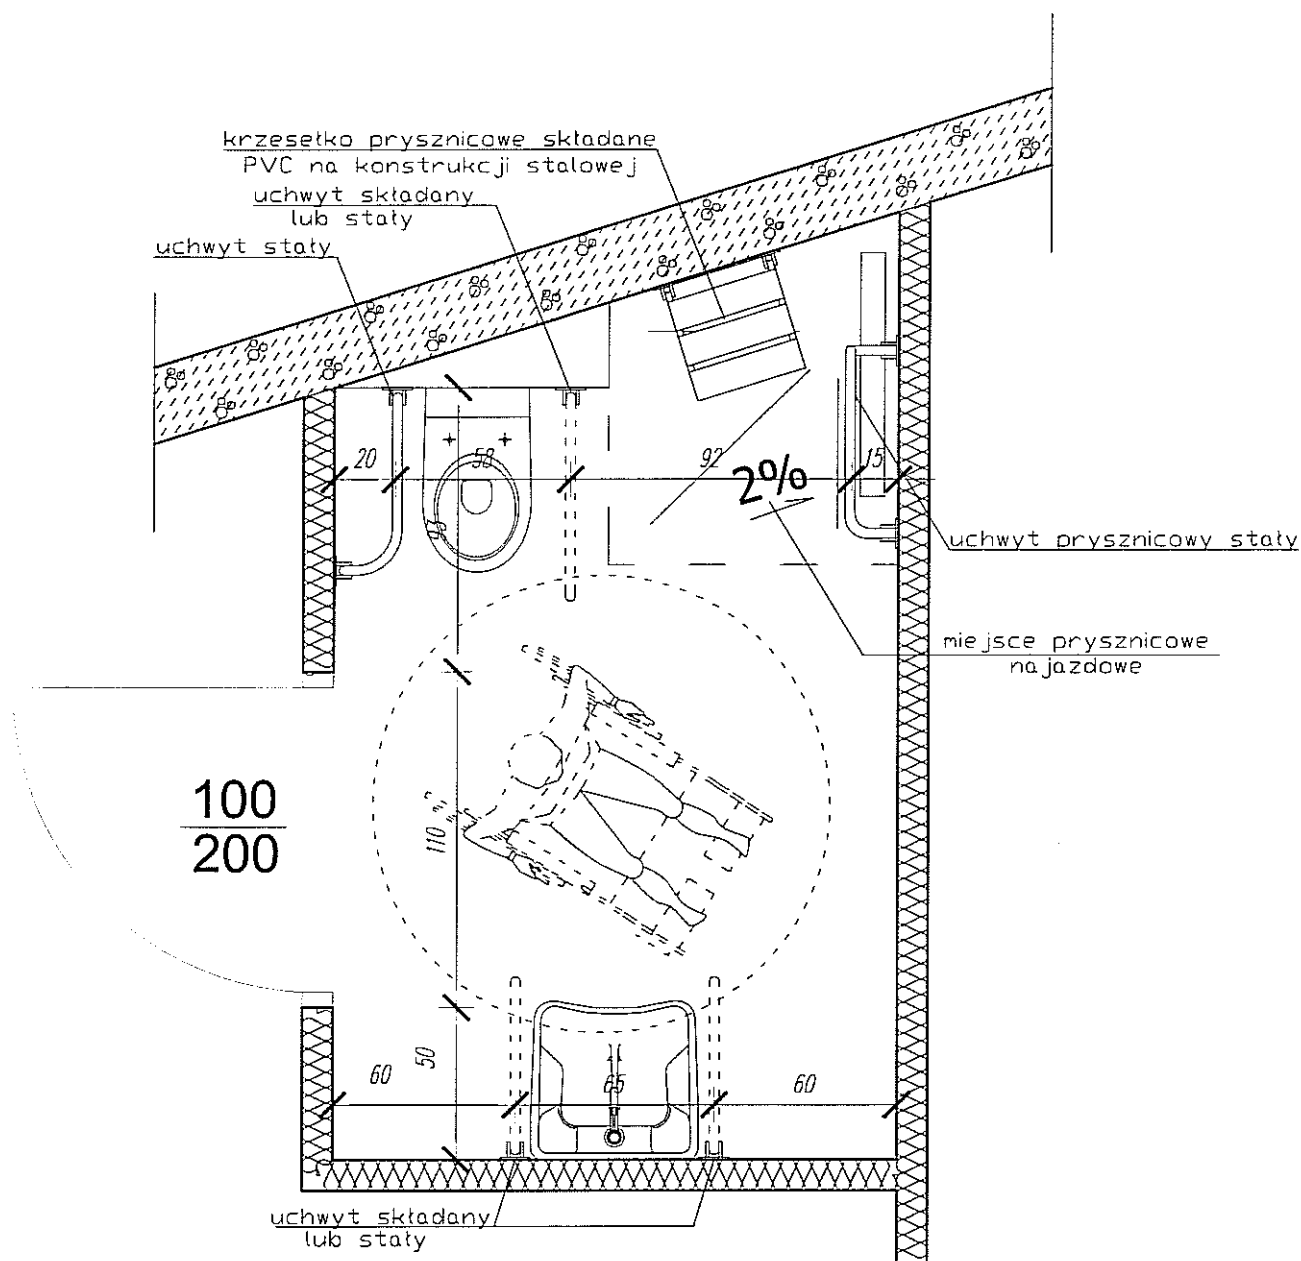 krzesełko prysznicowe składane
PVC na konstrukcji stalowej
uchwyt składany
lub stały
uchwyt stały
20
58
92
15
2%
93
uchwyt prysznicowy stały
miejsce prysznicowe
najazdowe
100
200
110
50
60
65
60
uchwyt składany
lub stały